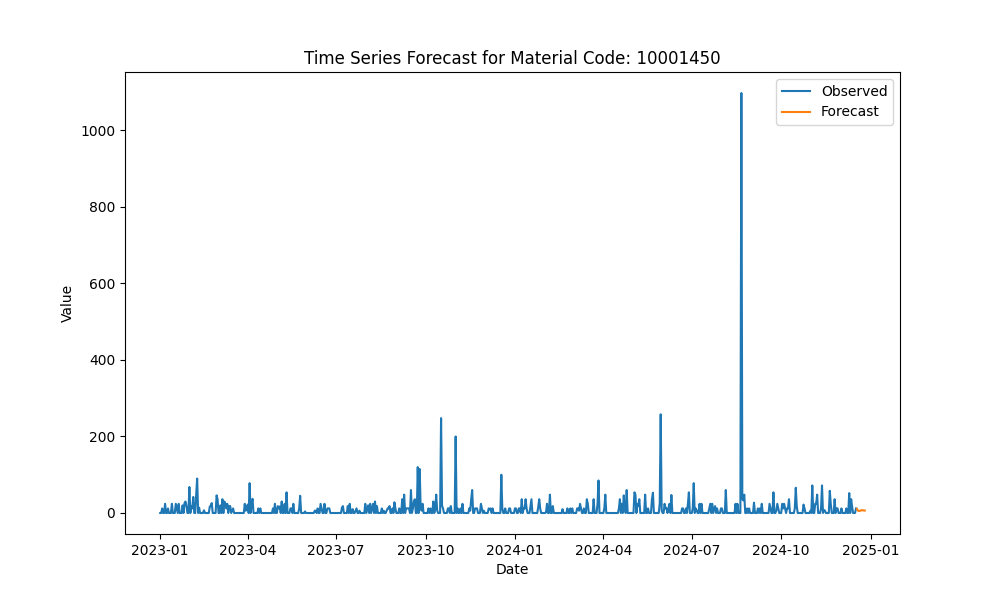 Time Series Forecast for Material Code: 10001450
Observed
Forecast
1000
800
600
400
200
0
Value
2023-01 2023-04 2023-07 2023-10 2024-01 2024-04 2024-07 2024-10 2025-01
Date